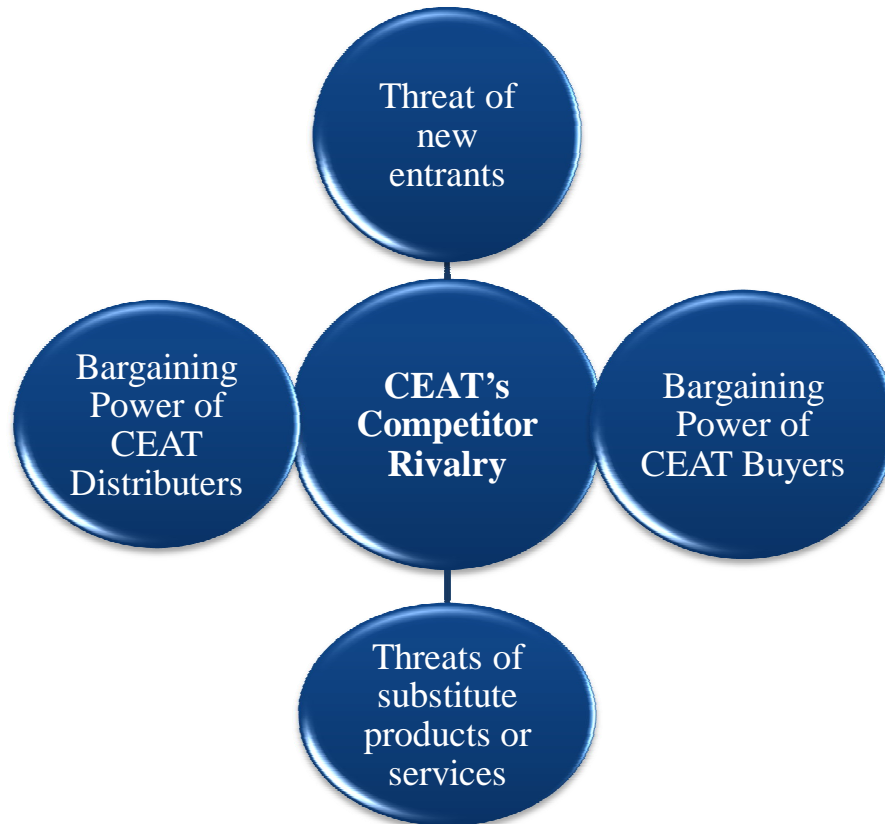 Threat of
new
entrants
Bargaining
Power of
CEAT
Distributers
CEAT’s
Competitor
Rivalry
Bargaining
Power of
CEAT Buyers
Threats of
substitute
products or
services